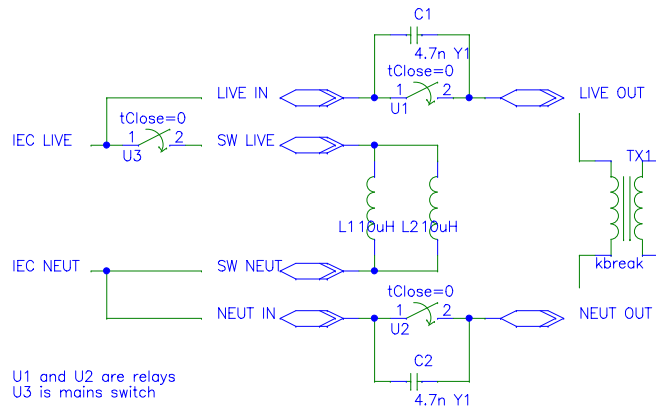 C1
4.7n Y1
tClose=0
LIVE IN
1
2
U1
LIVE OUT
tClose=0
IEC LIVE
1
2
U3
SW LIVE
TX1
L1 10uH
L2 10uH
kbreak
IEC NEUT
SW NEUT
tClose=0
NEUT IN
1
2
U2
NEUT OUT
C2
4.7n Y1
U1 and U2 are relays
U3 is mains switch